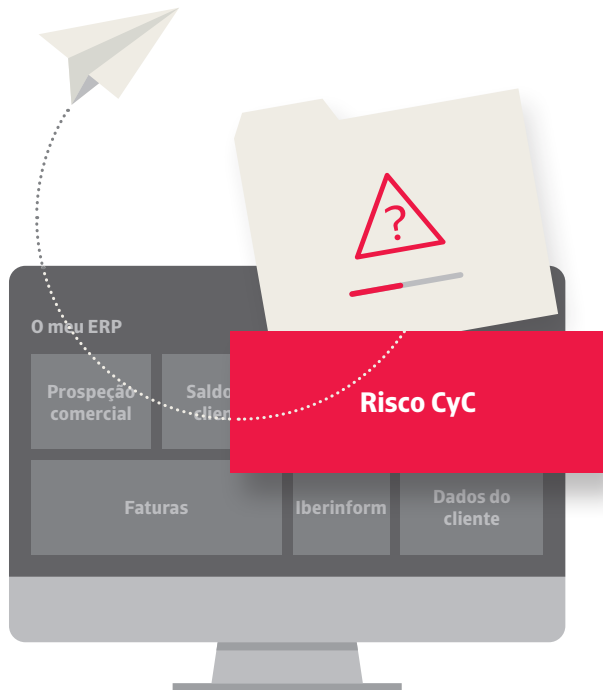 ?
O meu ERP
Prospeção
comercial
Risco CyC
Faturas
Iberinform
Dados do
cliente